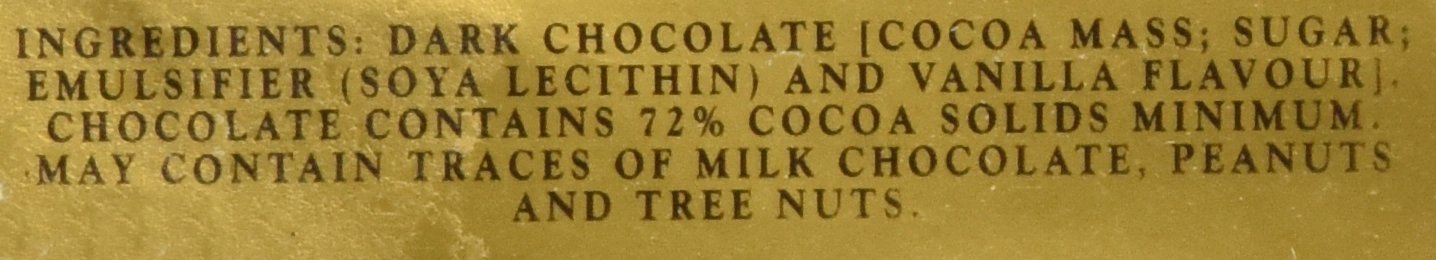 INGREDIENTS: DARK CHOCOLATE [COCOA MASS; SUGAR;
EMULSIFIER (SOYA LECITHIN) AND VANILLA FLAVOUR].
CHOCOLATE CONTAINS 72% COCOA SOLIDS MINIMUM.
MAY CONTAIN TRACES OF MILK CHOCOLATE, PEANUTS
AND TREE NUTS.